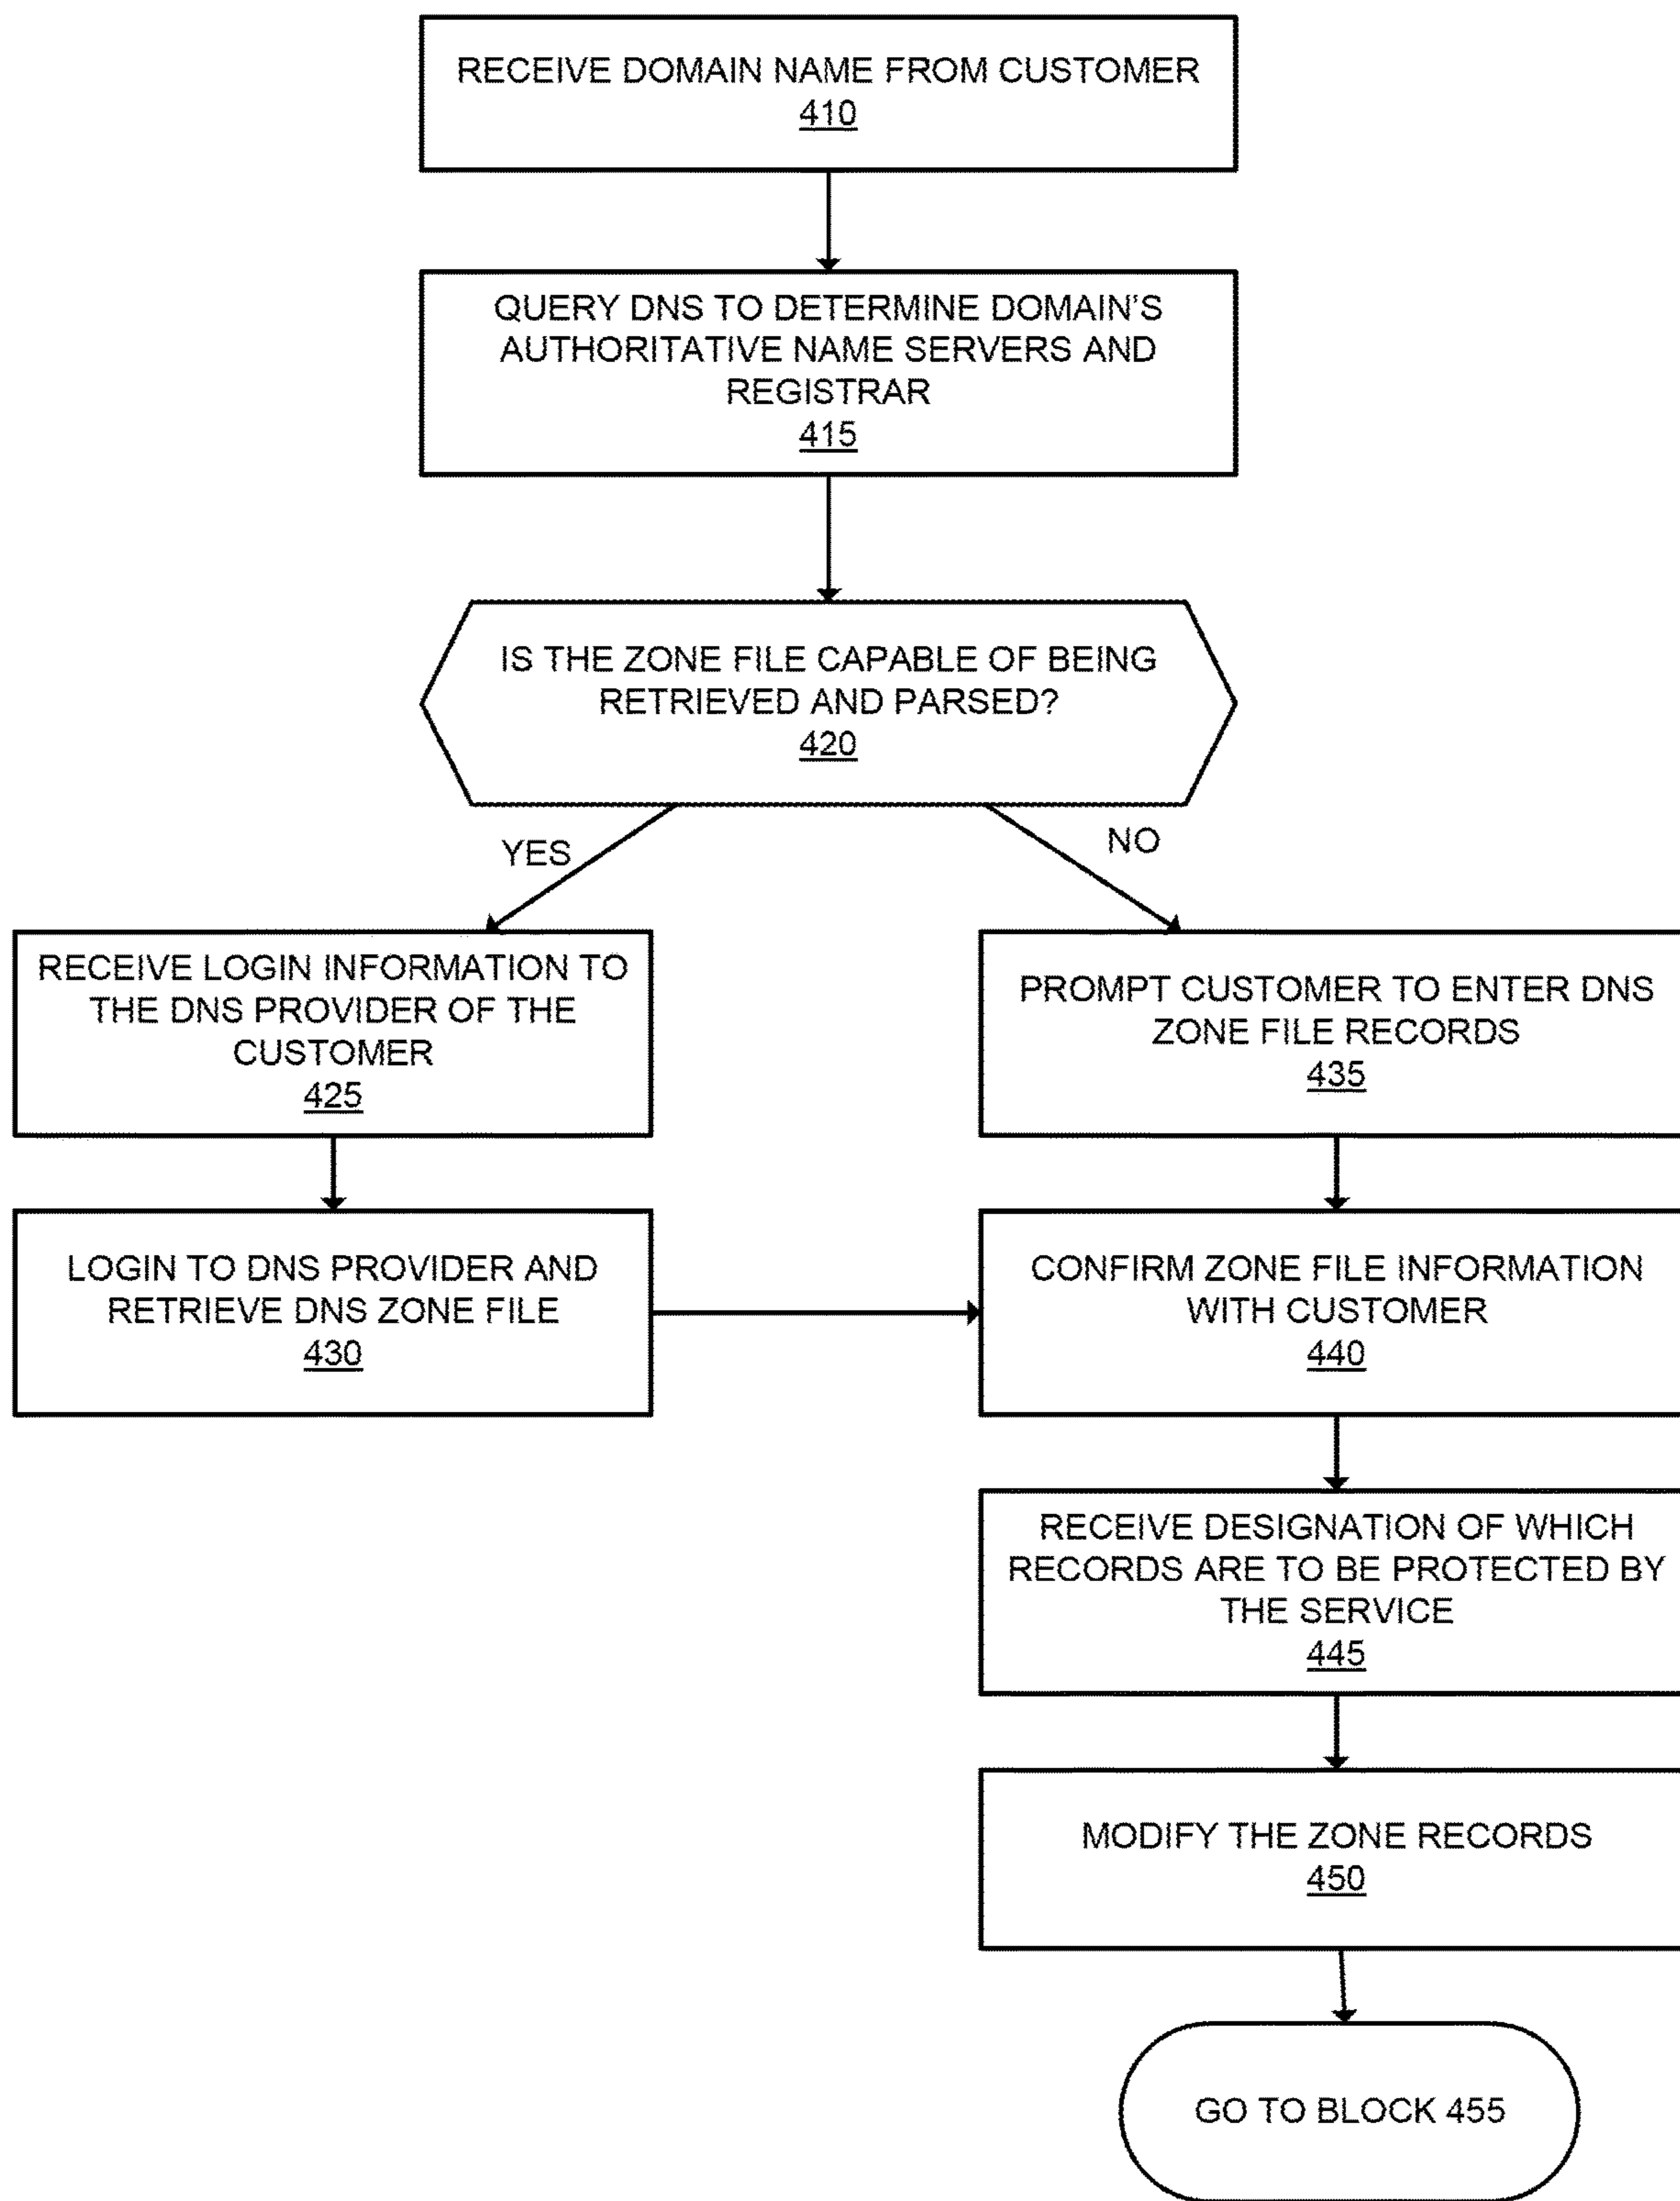 RECEIVE DOMAIN NAME FROM CUSTOMER
410
QUERY DNS TO DETERMINE DOMAIN'S
AUTHORITATIVE NAME SERVERS AND
REGISTRAR
415
IS THE ZONE FILE CAPABLE OF BEING
RETRIEVED AND PARSED?
420
YES
NO
RECEIVE LOGIN INFORMATION TO
THE DNS PROVIDER OF THE
CUSTOMER
425
PROMPT CUSTOMER TO ENTER DNS
ZONE FILE RECORDS
435
LOGIN TO DNS PROVIDER AND
RETRIEVE DNS ZONE FILE
430
CONFIRM ZONE FILE INFORMATION
WITH CUSTOMER
440
RECEIVE DESIGNATION OF WHICH
RECORDS ARE TO BE PROTECTED BY
THE SERVICE
445
MODIFY THE ZONE RECORDS
450
GO TO BLOCK 455